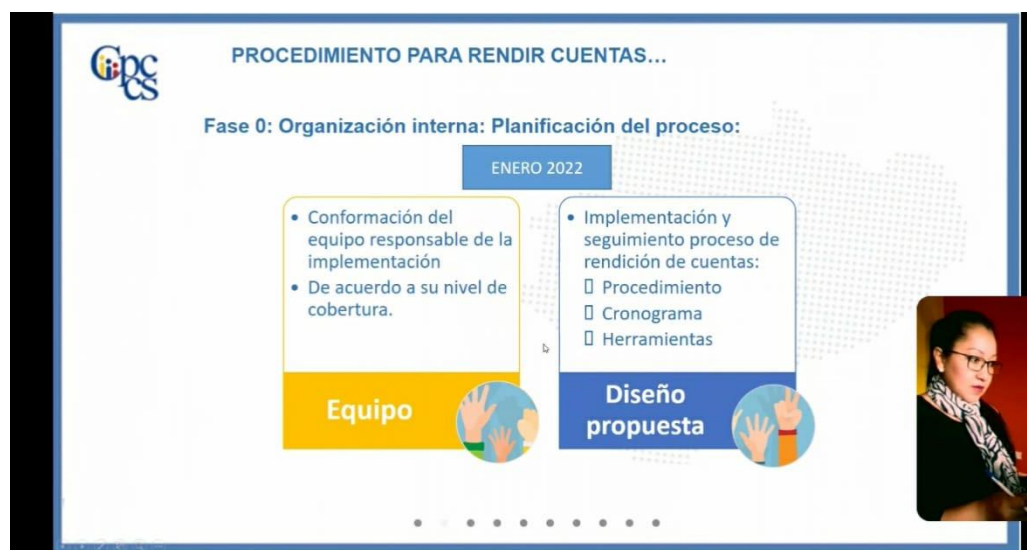 Cpc
CS
PROCEDIMIENTO PARA RENDIR CUENTAS...
Fase 0: Organización interna: Planificación del proceso:
ENERO 2022
• Conformación del
equipo responsable de la
implementación
• De acuerdo a su nivel de
cobertura.
Equipo
• Implementación y
seguimiento proceso de
rendición de cuentas:
▯ Procedimiento
▯ Cronograma
▯ Herramientas
Diseño
propuesta